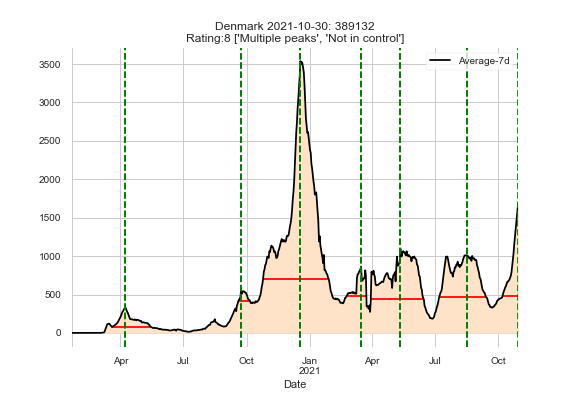 Denmark 2021-10-30: 389132
Rating:8 ['Multiple peaks', 'Not in control']
Average-7d
3500
3000
2500
2000
1500
1000
500
0
Apr Jul Oct Jan Apr Jul Oct
2021
Date